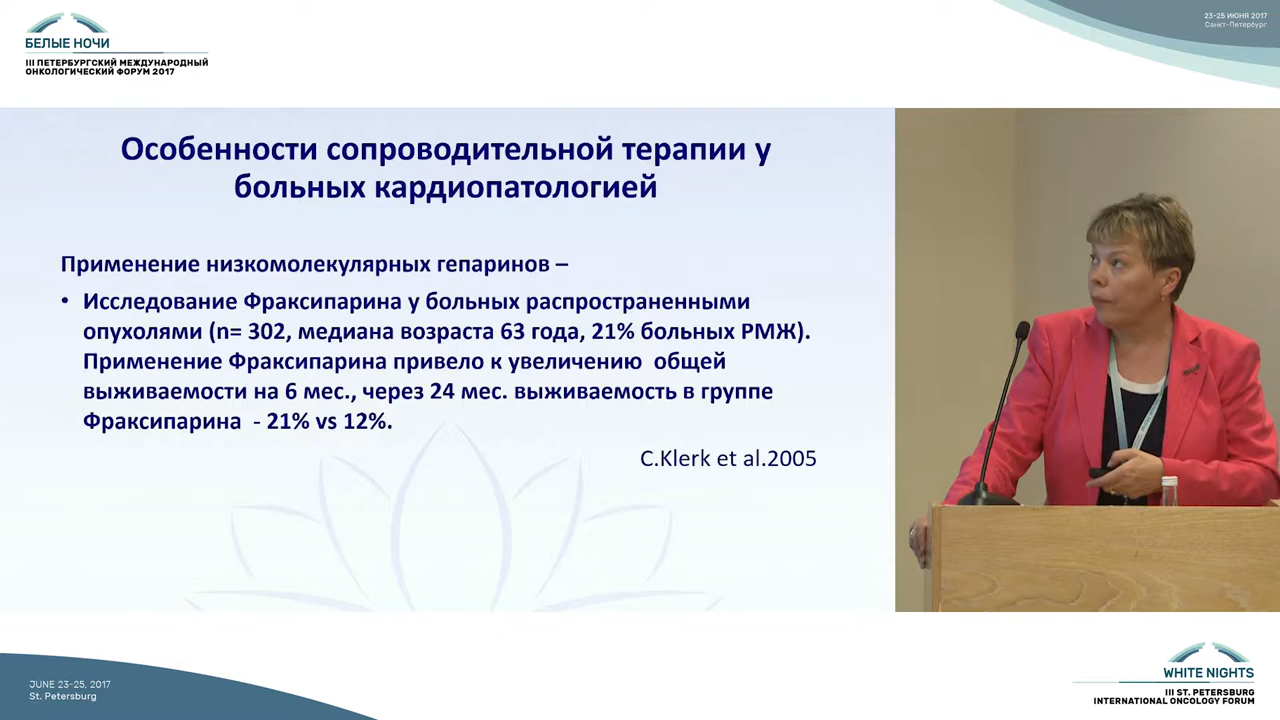 БЕЛЫЕ НОЧИ
III ПЕТЕРБУРГСКИЙ МЕЖДУНАРОДНЫЙ
ОНКОЛОГИЧЕСКИЙ ФОРУМ 2017
23-25 ИЮНЯ 2017
Санкт-Петербург
Особенности сопроводительной терапии у
больных кардиопатологией
Применение низкомолекулярных гепаринов –
• Исследование Фраксипарина у больных распространенными
опухолями (n= 302, медиана возраста 63 года, 21% больных РМЖ).
Применение Фраксипарина привело к увеличению общей
выживаемости на 6 мес., через 24 мес. выживаемость в группе
Фраксипарина - 21% vs 12%.
C.Klerk et al.2005
JUNE 23-25, 2017
St. Petersburg
WHITE NIGHTS
III ST. PETERSBURG
INTERNATIONAL ONCOLOGY FORUM